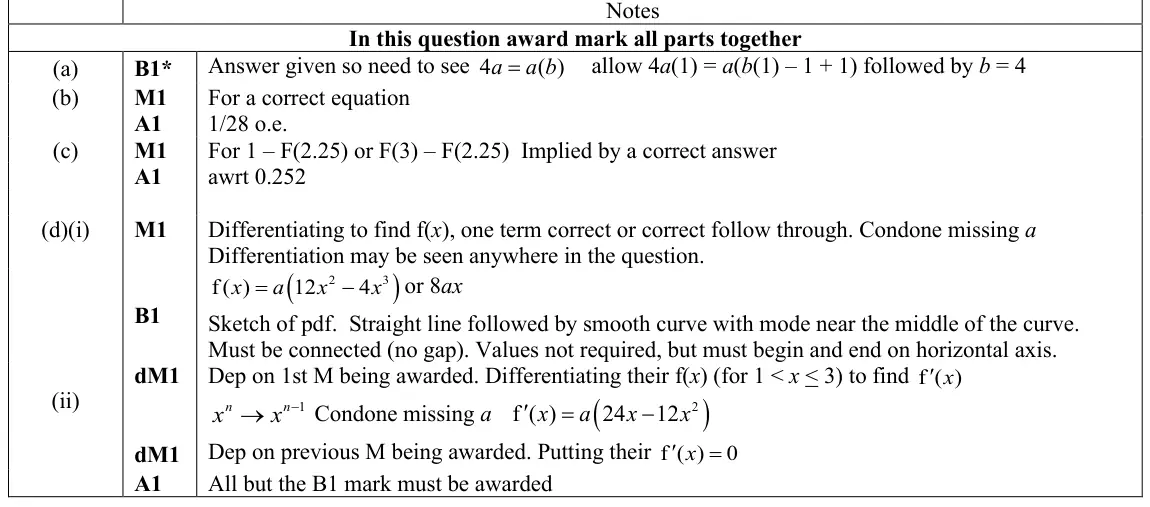 Notes
In this question award mark all parts together
(a) B1* Answer given so need to see 4a = a(b) allow 4a(1) = a(b(1) – 1 + 1) followed by b = 4
(b) M1 For a correct equation
A1 1/28 o.e.
(c) M1 For 1 – F(2.25) or F(3) – F(2.25) Implied by a correct answer
A1 awrt 0.252
(d)(i) M1 Differentiating to find f(x), one term correct or correct follow through. Condone missing a
Differentiation may be seen anywhere in the question.
f(x) = a(12x² − 4x³) or 8ax
B1 Sketch of pdf. Straight line followed by smooth curve with mode near the middle of the curve.
Must be connected (no gap). Values not required, but must begin and end on horizontal axis.
dM1 Dep on 1st M being awarded. Differentiating their f(x) (for 1 < x ≤ 3) to find f′(x)
(ii) xⁿ → xⁿ⁻¹ Condone missing a f′(x) = a(24x − 12x²)
dM1 Dep on previous M being awarded. Putting their f′(x) = 0
A1 All but the B1 mark must be awarded